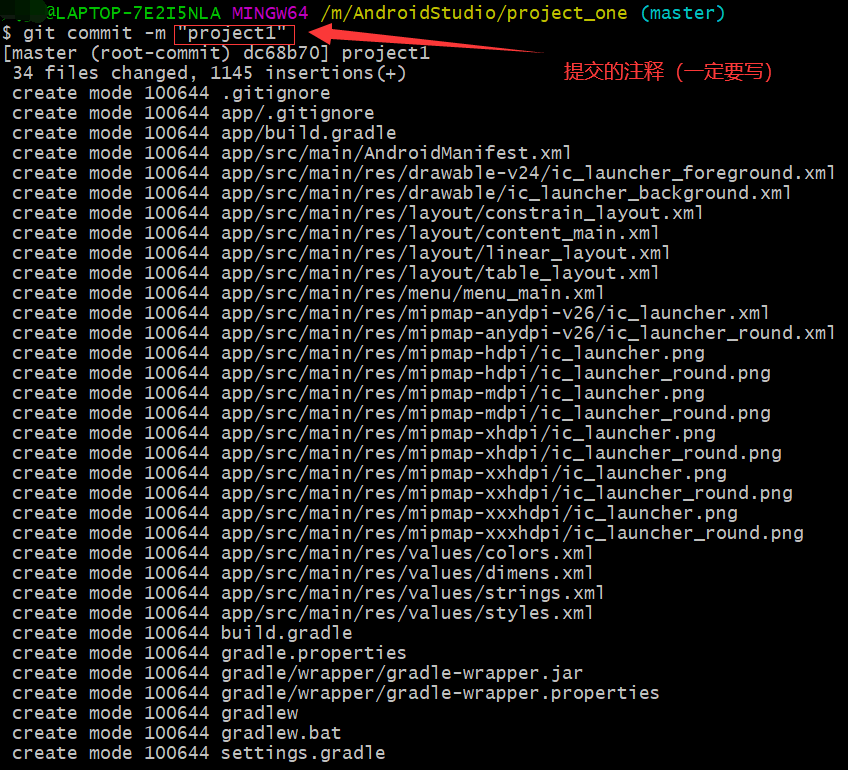 @LAPTOP-7E2I5NLA MINGW64 /m/AndroidStudio/project_one (master)
$ git commit -m "project1"
[master (root-commit) dc68b70] project1
提交的注释（一定要写）
34 files changed, 1145 insertions(+)
create mode 100644 .gitignore
create mode 100644 app/.gitignore
create mode 100644 app/build.gradle
create mode 100644 app/src/main/AndroidManifest.xml
create mode 100644 app/src/main/res/drawable-v24/ic_launcher_foreground.xml
create mode 100644 app/src/main/res/drawable/ic_launcher_background.xml
create mode 100644 app/src/main/res/layout/constrain_layout.xml
create mode 100644 app/src/main/res/layout/content_main.xml
create mode 100644 app/src/main/res/layout/linear_layout.xml
create mode 100644 app/src/main/res/layout/table_layout.xml
create mode 100644 app/src/main/res/menu/menu_main.xml
create mode 100644 app/src/main/res/mipmap-anydpi-v26/ic_launcher.xml
create mode 100644 app/src/main/res/mipmap-anydpi-v26/ic_launcher_round.xml
create mode 100644 app/src/main/res/mipmap-hdpi/ic_launcher.png
create mode 100644 app/src/main/res/mipmap-hdpi/ic_launcher_round.png
create mode 100644 app/src/main/res/mipmap-mdpi/ic_launcher.png
create mode 100644 app/src/main/res/mipmap-mdpi/ic_launcher_round.png
create mode 100644 app/src/main/res/mipmap-xhdpi/ic_launcher.png
create mode 100644 app/src/main/res/mipmap-xhdpi/ic_launcher_round.png
create mode 100644 app/src/main/res/mipmap-xxhdpi/ic_launcher.png
create mode 100644 app/src/main/res/mipmap-xxhdpi/ic_launcher_round.png
create mode 100644 app/src/main/res/mipmap-xxxhdpi/ic_launcher.png
create mode 100644 app/src/main/res/mipmap-xxxhdpi/ic_launcher_round.png
create mode 100644 app/src/main/res/values/colors.xml
create mode 100644 app/src/main/res/values/dimens.xml
create mode 100644 app/src/main/res/values/strings.xml
create mode 100644 app/src/main/res/values/styles.xml
create mode 100644 build.gradle
create mode 100644 gradle.properties
create mode 100644 gradle/wrapper/gradle-wrapper.jar
create mode 100644 gradle/wrapper/gradle-wrapper.properties
create mode 100644 gradlew
create mode 100644 gradlew.bat
create mode 100644 settings.gradle